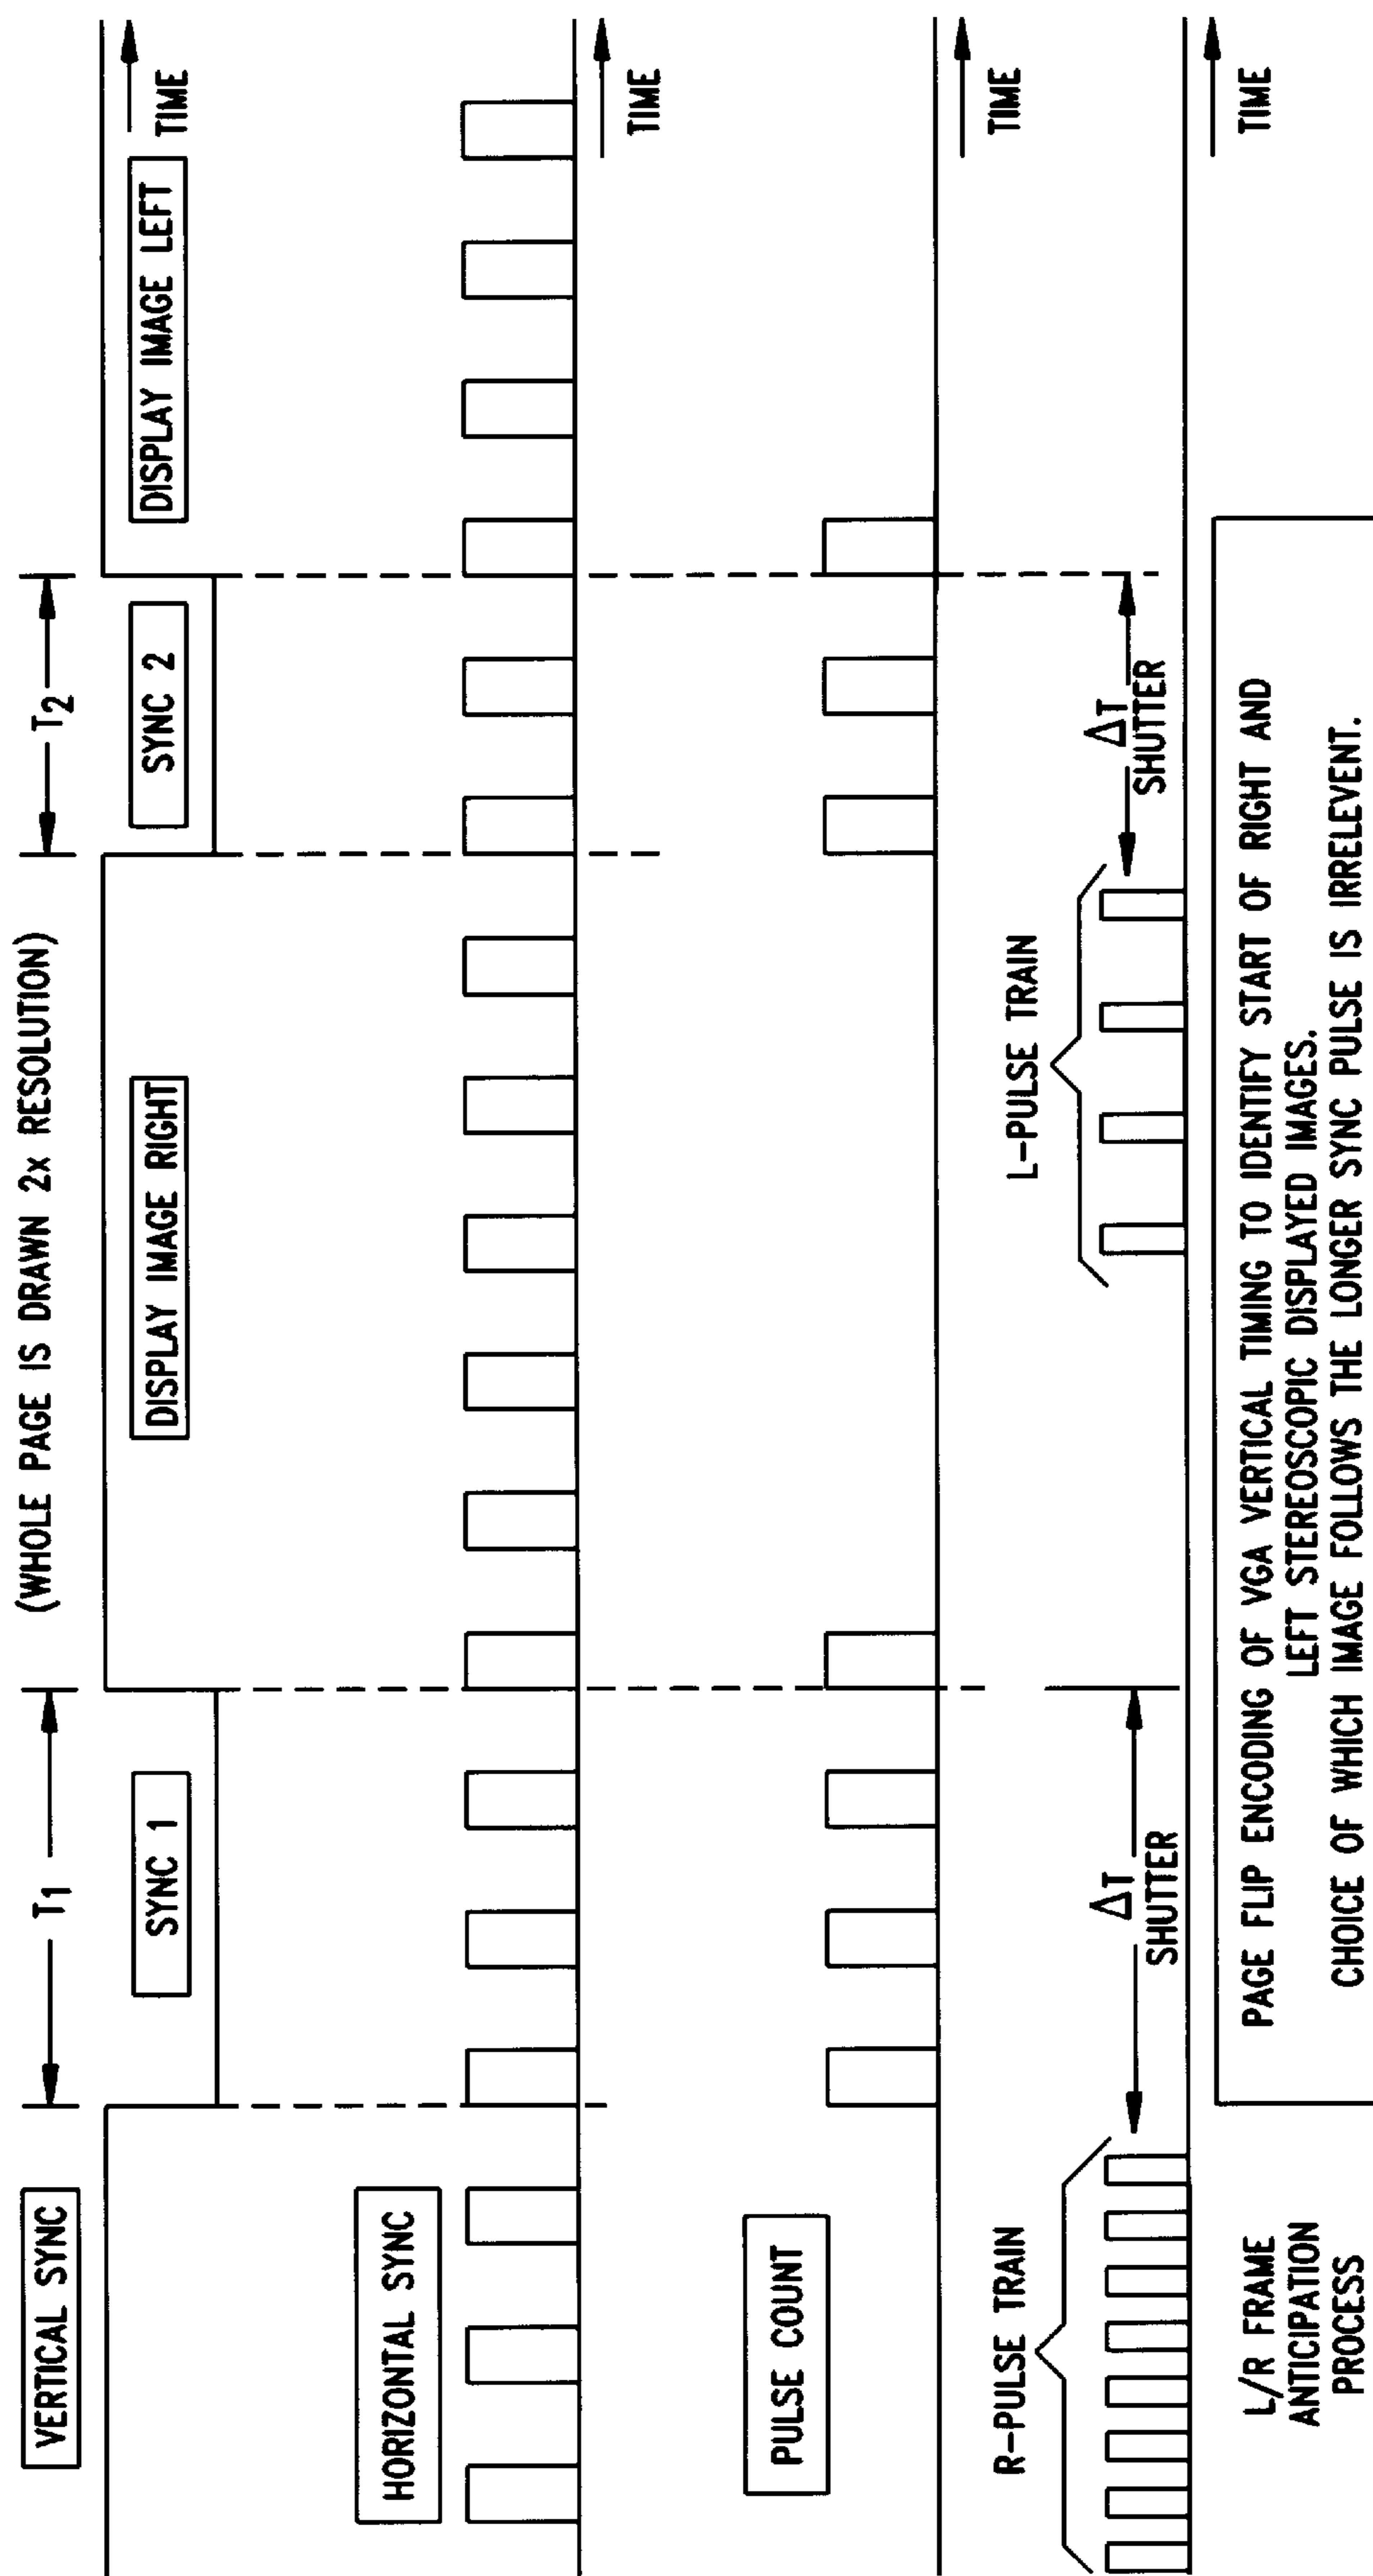 (WHOLE PAGE IS DRAWN 2x RESOLUTION)
VERTICAL SYNC
T1
T2
SYNC 1
DISPLAY IMAGE RIGHT
SYNC 2
DISPLAY IMAGE LEFT
TIME
HORIZONTAL SYNC
TIME
PULSE COUNT
TIME
R-PULSE TRAIN
L-PULSE TRAIN
ΔT
SHUTTER
ΔT
SHUTTER
TIME
L/R FRAME
ANTICIPATION
PROCESS
PAGE FLIP ENCODING OF VGA VERTICAL TIMING TO IDENTIFY START OF RIGHT AND
LEFT STEREOSCOPIC DISPLAYED IMAGES.
CHOICE OF WHICH IMAGE FOLLOWS THE LONGER SYNC PULSE IS IRRELEVENT.